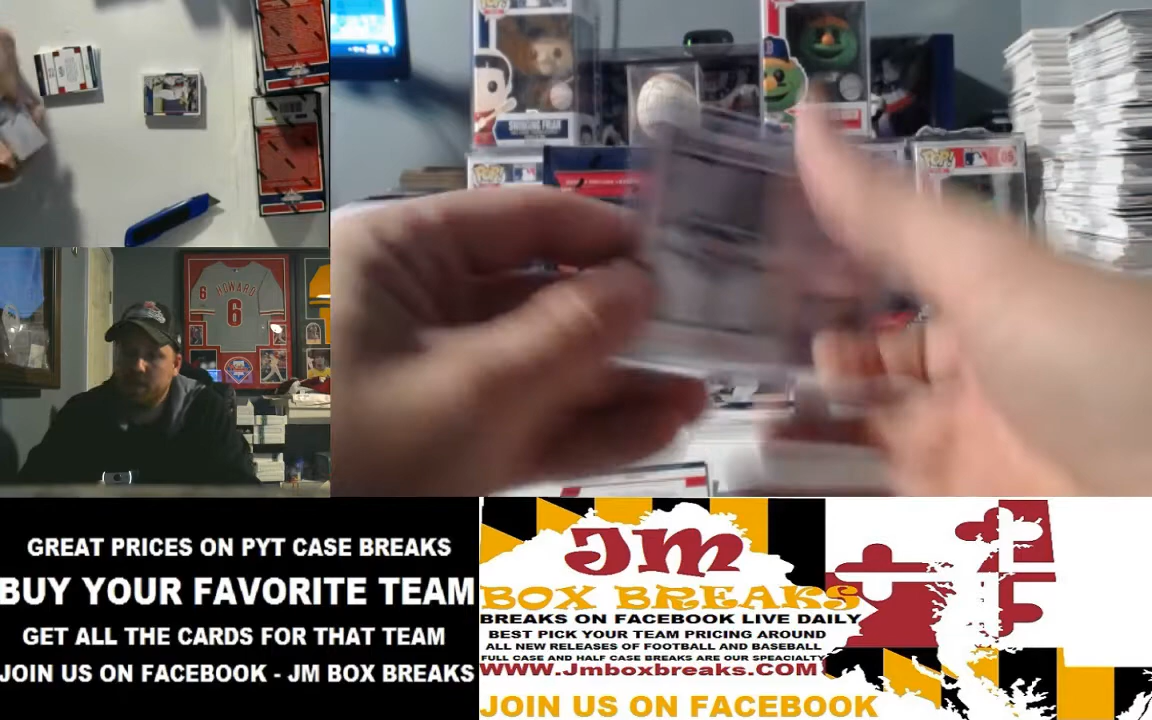 HOWARD
6
6
POP!
POP!
05
GREAT PRICES ON PYT CASE BREAKS
BUY YOUR FAVORITE TEAM
GET ALL THE CARDS FOR THAT TEAM
JOIN US ON FACEBOOK - JM BOX BREAKS
JM
BOX BREAKS
BREAKS ON FACEBOOK LIVE DAILY
BEST PICK YOUR TEAM PRICING AROUND
ALL NEW RELEASES OF FOOTBALL AND BASEBALL
FULL CASE AND HALF CASE BREAKS ARE OUR SPEACIALTY
WWW.Jmboxbreaks.COM
JOIN US ON FACEBOOK